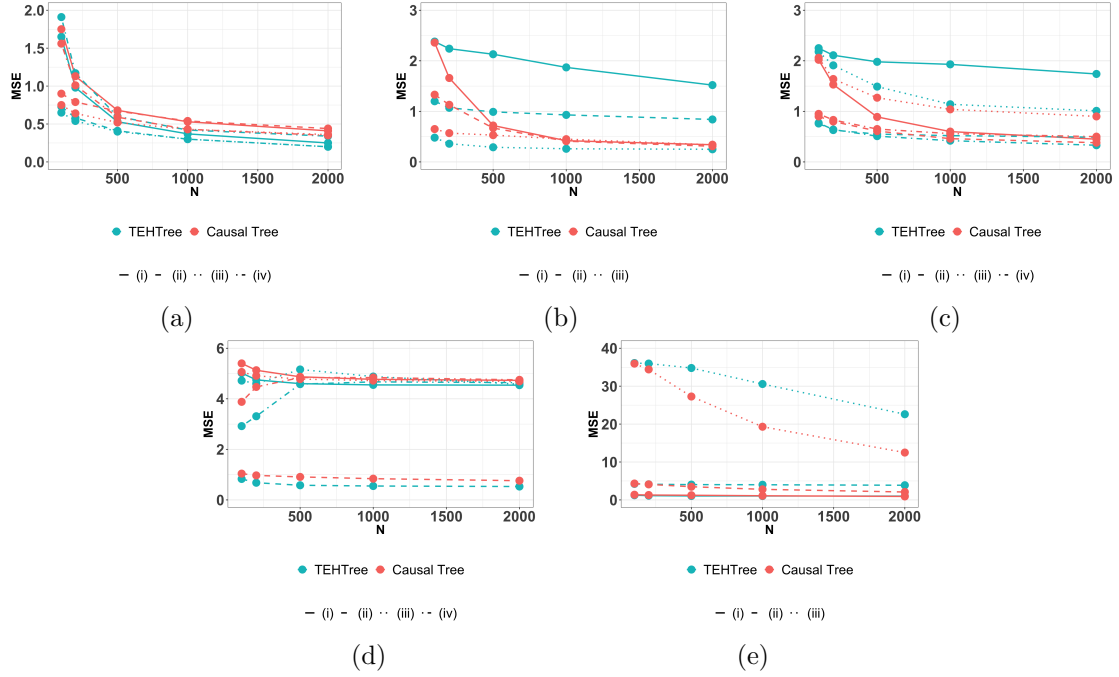 2.0
1.5
1.0
0.5
0.0
MSE
500 1000 1500 2000
N
TEHTree Causal Tree
(i) (ii) (iii) (iv)
(a)
3
2
1
0
MSE
500 1000 1500 2000
N
TEHTree Causal Tree
(i) (ii) (iii)
(b)
3
2
1
0
MSE
500 1000 1500 2000
N
TEHTree Causal Tree
(i) (ii) (iii) (iv)
(c)
6
4
2
0
MSE
500 1000 1500 2000
N
TEHTree Causal Tree
(i) (ii) (iii) (iv)
(d)
40
30
20
10
0
MSE
500 1000 1500 2000
N
TEHTree Causal Tree
(i) (ii) (iii)
(e)